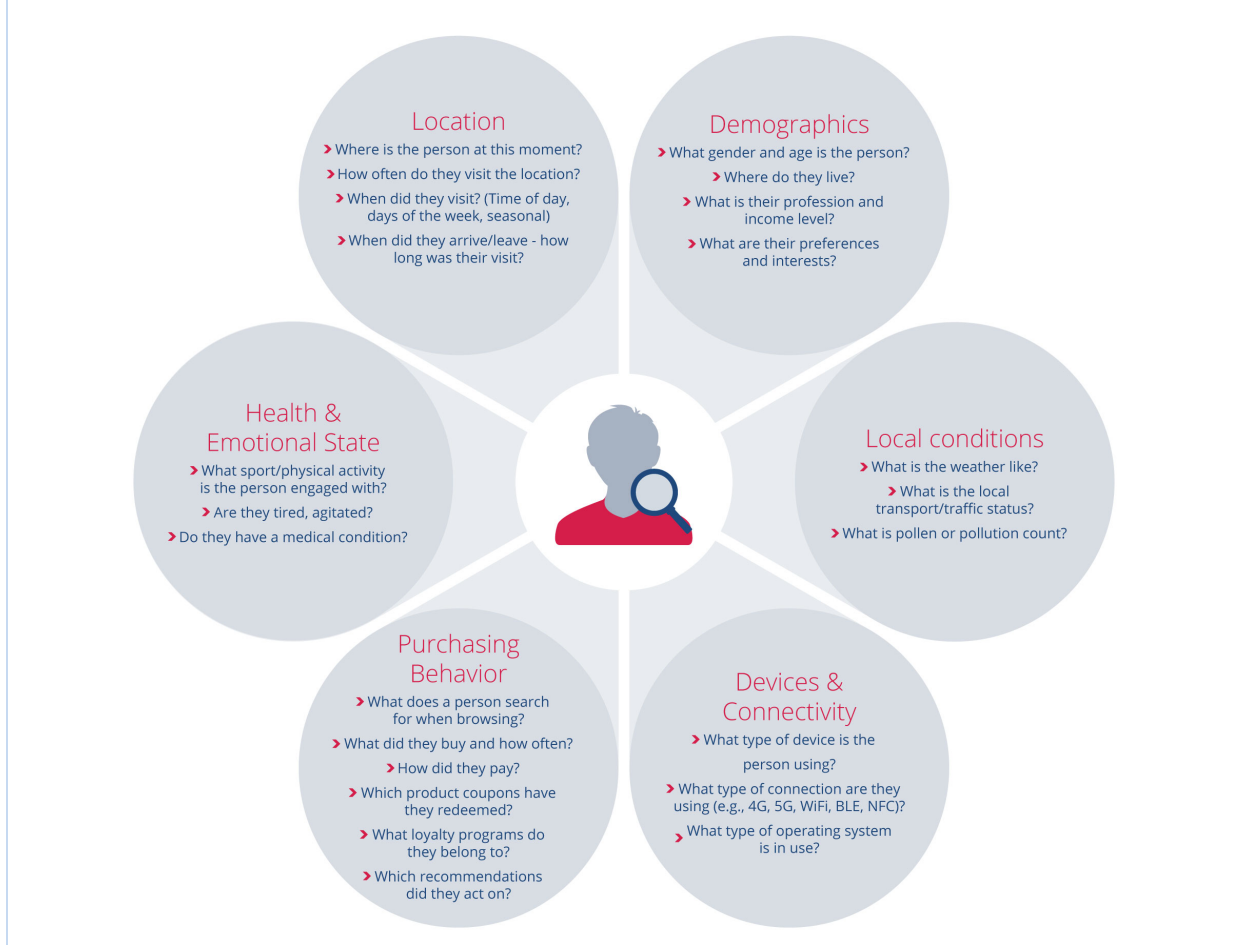 Location
> Where is the person at this moment?
> How often do they visit the location?
> When did they visit? (Time of day,
days of the week, seasonal)
> When did they arrive/leave - how
long was their visit?
Demographics
> What gender and age is the person?
> Where do they live?
> What is their profession and
income level?
> What are their preferences
and interests?
Health &
Emotional State
> What sport/physical activity
is the person engaged with?
> Are they tired, agitated?
> Do they have a medical condition?
Local conditions
> What is the weather like?
> What is the local
transport/traffic status?
> What is pollen or pollution count?
Purchasing
Behavior
> What does a person search
for when browsing?
> What did they buy and how often?
> How did they pay?
> Which product coupons have
they redeemed?
> What loyalty programs do
they belong to?
> Which recommendations
did they act on?
Devices &
Connectivity
> What type of device is the
person using?
> What type of connection are they
using (e.g., 4G, 5G, WiFi, BLE, NFC)?
> What type of operating system
is in use?